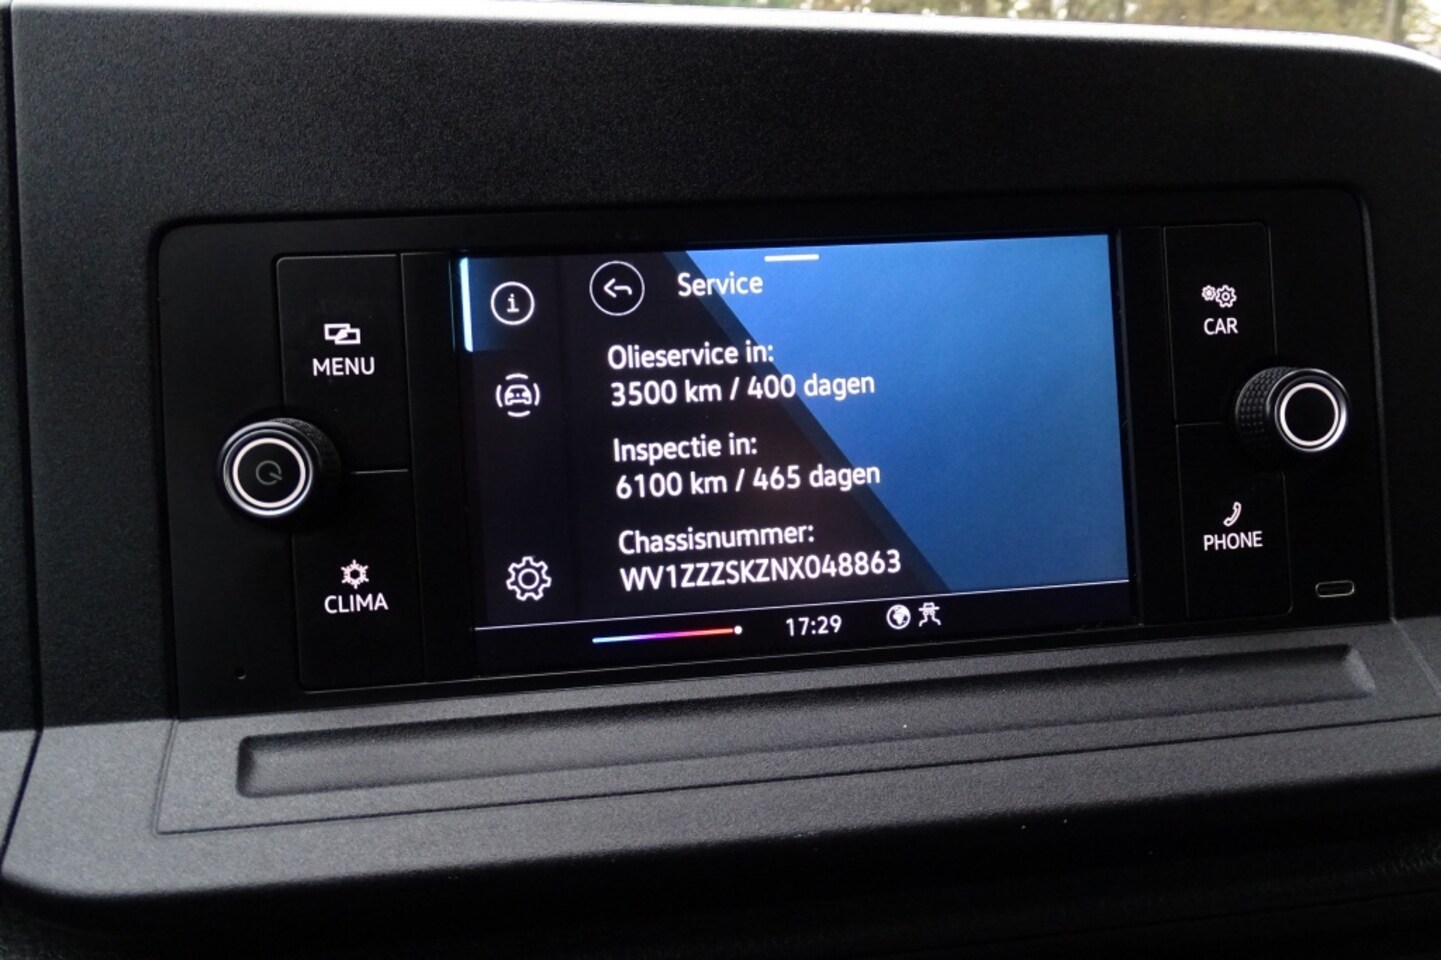 Service
MENU
CLIMA
Olieservice in:
3500 km / 400 dagen
Inspectie in:
6100 km / 465 dagen
Chassisnummer:
WV1ZZZSKZNX048863
17:29
CAR
PHONE